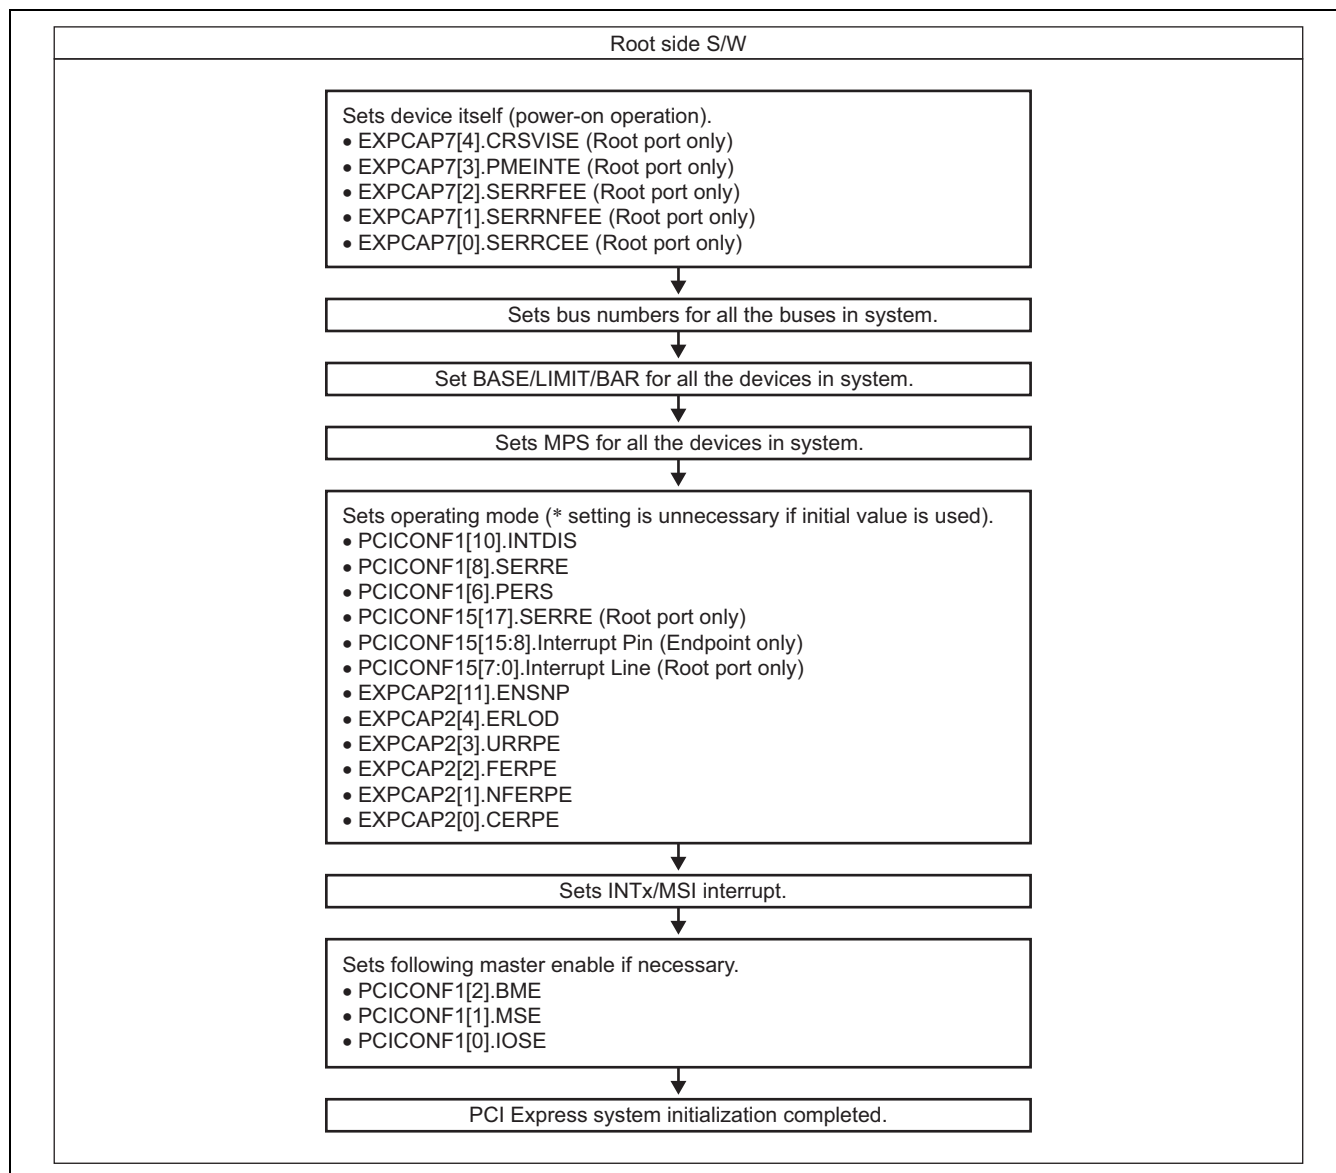 Root side S/W
Sets device itself (power-on operation).
• EXPCAP7[4].CRSVISE (Root port only)
• EXPCAP7[3].PMEINTE (Root port only)
• EXPCAP7[2].SERRFEE (Root port only)
• EXPCAP7[1].SERRNFEE (Root port only)
• EXPCAP7[0].SERRCEE (Root port only)
Sets bus numbers for all the buses in system.
Set BASE/LIMIT/BAR for all the devices in system.
Sets MPS for all the devices in system.
Sets operating mode (* setting is unnecessary if initial value is used).
• PCICONF1[10].INTDIS
• PCICONF1[8].SERRE
• PCICONF1[6].PERS
• PCICONF15[17].SERRE (Root port only)
• PCICONF15[15:8].Interrupt Pin (Endpoint only)
• PCICONF15[7:0].Interrupt Line (Root port only)
• EXPCAP2[11].ENSNP
• EXPCAP2[4].ERLOD
• EXPCAP2[3].URRPE
• EXPCAP2[2].FERPE
• EXPCAP2[1].NFERPE
• EXPCAP2[0].CERPE
Sets INTx/MSI interrupt.
Sets following master enable if necessary.
• PCICONF1[2].BME
• PCICONF1[1].MSE
• PCICONF1[0].IOSE
PCI Express system initialization completed.